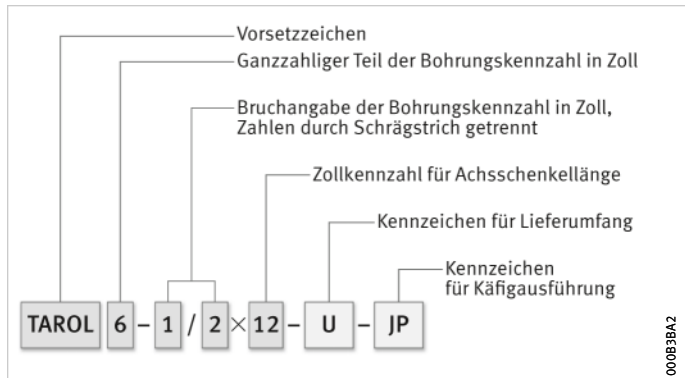 Vorsetzzeichen
Ganzzahliger Teil der Bohrungskennzahl in Zoll
Bruchangabe der Bohrungskennzahl in Zoll,
Zahlen durch Schrägstrich getrennt
Zollkennzahl für Achsschenkellänge
Kennzeichen für Lieferumfang
Kennzeichen
für Käfigausführung
TAROL 6 – 1 / 2 × 12 – U – JP
000B3BA2